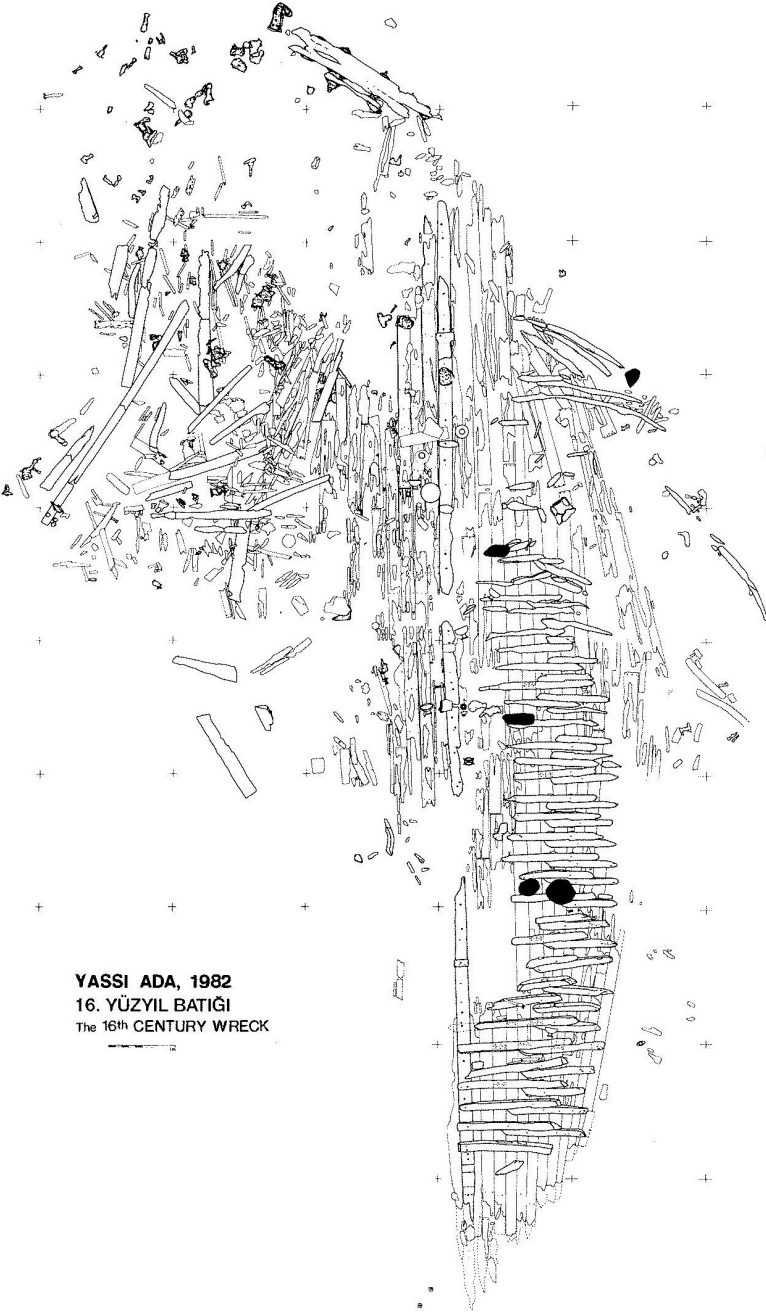 YASSI ADA, 1982
16. YÜZYIL BATIĞI
The 16th CENTURY WRECK